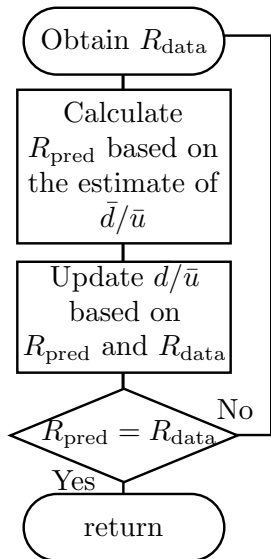 Obtain R_data
Calculate
R_pred based on
the estimate of
d̄/ū
Update d/ū
based on
R_pred and R_data
No
R_pred = R_data
Yes
return